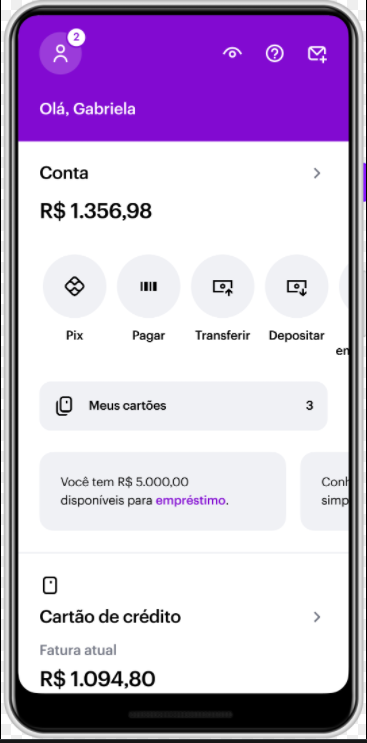 2
Olá, Gabriela
Conta
R$ 1.356,98
Pix
Pagar
Transferir
Depositar
en
Meus cartões
3
Você tem R$ 5.000,00
disponíveis para empréstimo.
Conh
simp
Cartão de crédito
Fatura atual
R$ 1.094,80